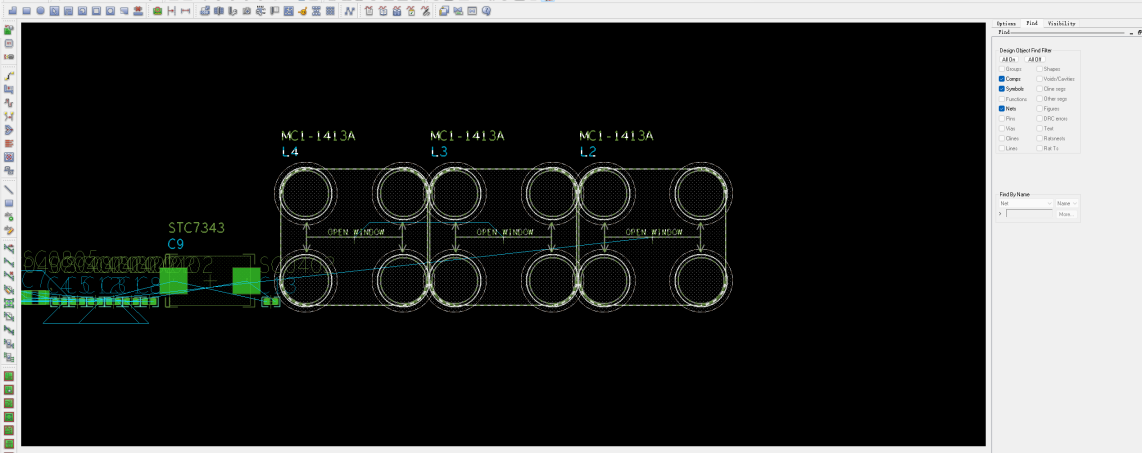 Options Find Visibility
Find
Design Object Find Filter
All On All Off
Groups Shapes
Comps Voids/Cavities
Symbols Cline segs
Functions Other segs
Nets Figures
Pins DRC errors
Vias Text
Clines Ratsnests
Lines Rat Ts
Find By Name
Net Name
> More...
MC1-1413A MC1-1413A MC1-1413A
L4 L3 L2
OPEN WINDOW OPEN WINDOW OPEN WINDOW
STC7343
C9